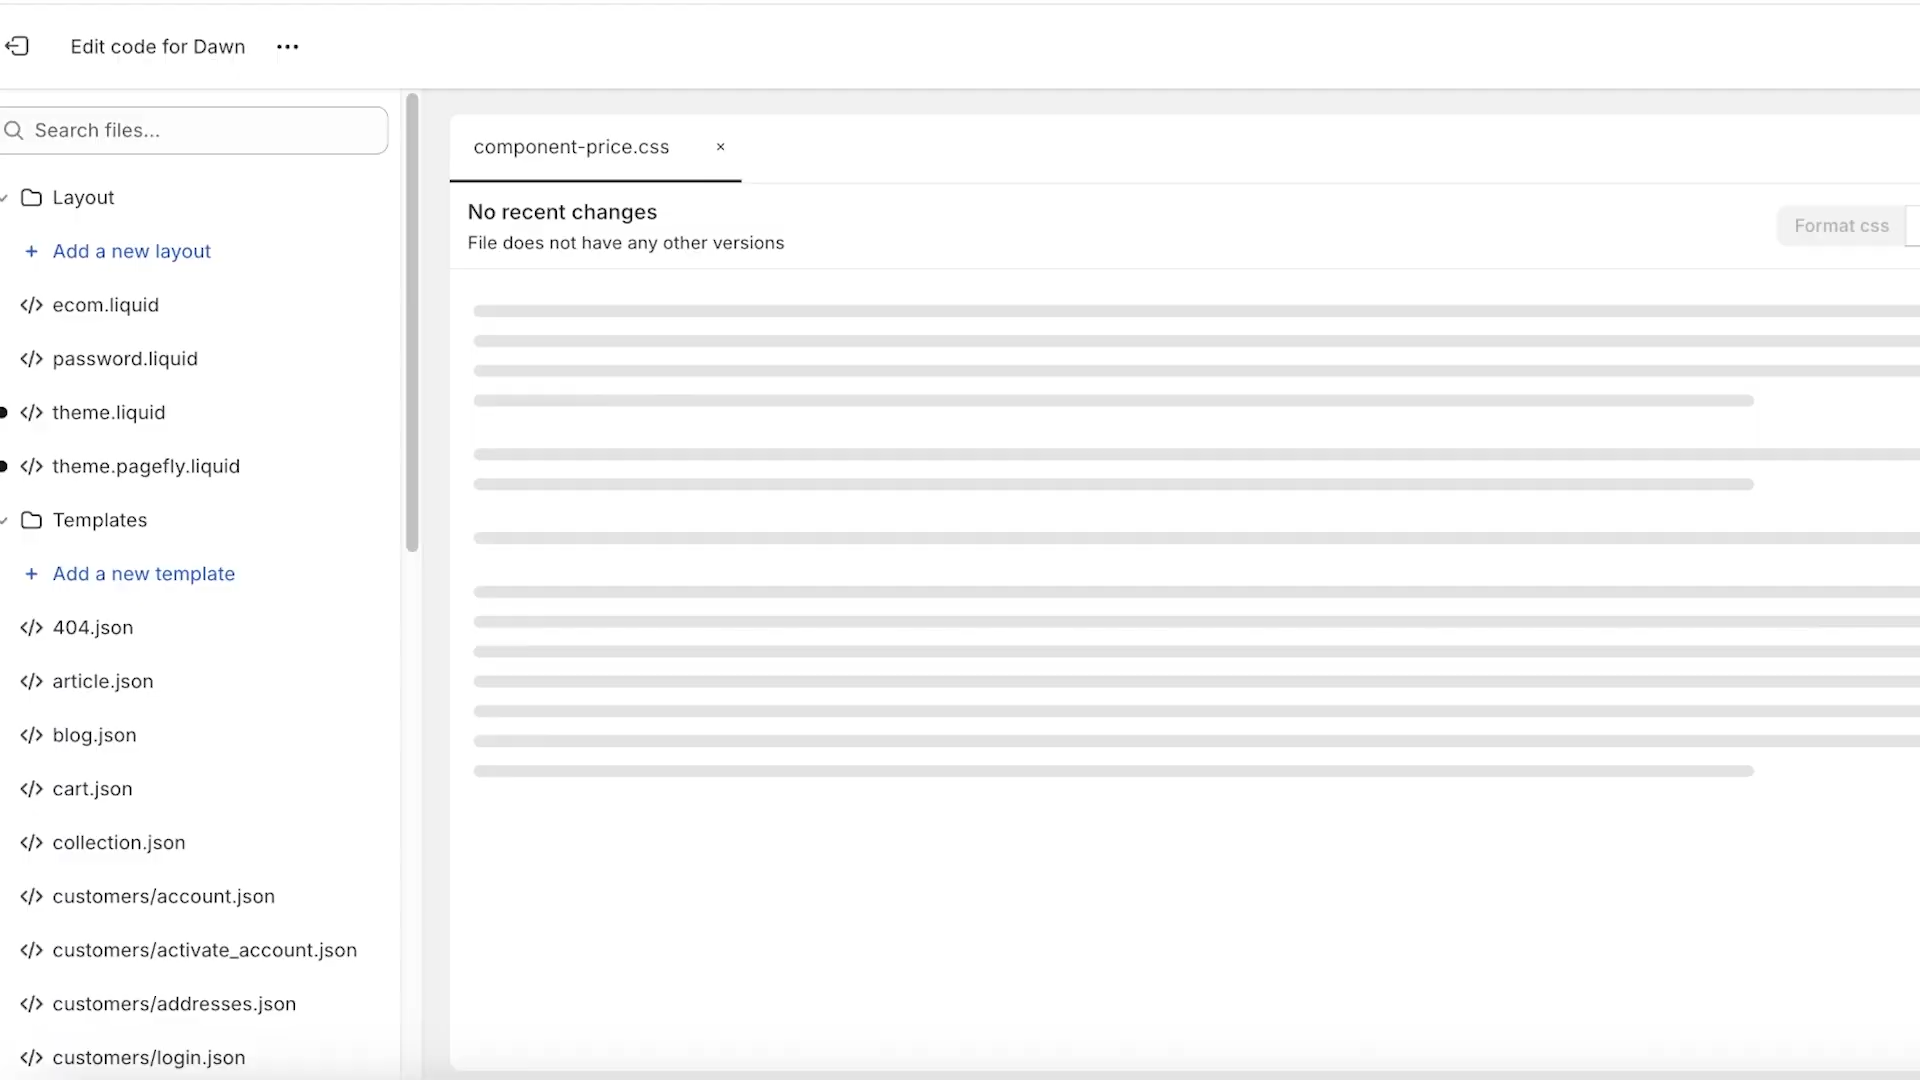 Edit code for Dawn
Search files...
Layout
+ Add a new layout
</> ecom.liquid
</> password.liquid
</> theme.liquid
</> theme.pagefly.liquid
Templates
+ Add a new template
</> 404.json
</> article.json
</> blog.json
</> cart.json
</> collection.json
</> customers/account.json
</> customers/activate_account.json
</> customers/addresses.json
</> customers/login.json
component-price.css ×
No recent changes
File does not have any other versions
Format css